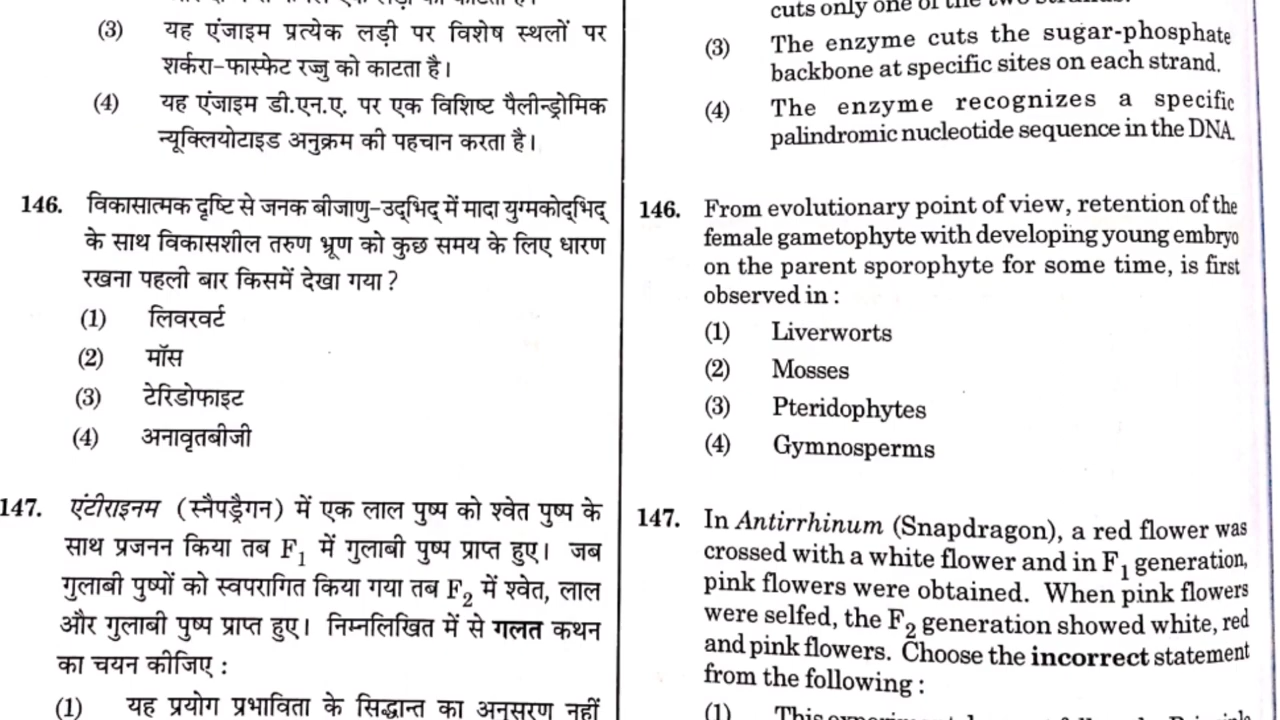 (3) यह एंजाइम प्रत्येक लड़ी पर विशेष स्थलों पर
शर्करा-फास्फेट रज्जु को काटता है।
(4) यह एंजाइम डी.एन.ए. पर एक विशिष्ट पैलीन्ड्रोमिक
न्यूक्लियोटाइड अनुक्रम की पहचान करता है।
146. विकासात्मक दृष्टि से जनक बीजाणु-उद्भिद् में मादा युग्मकोद्भिद्
के साथ विकासशील तरुण भ्रूण को कुछ समय के लिए धारण
रखना पहली बार किसमें देखा गया ?
(1) लिवरवर्ट
(2) मॉस
(3) टेरिडोफाइट
(4) अनावृतबीजी
147. एंटीराइनम (स्नैपड्रैगन) में एक लाल पुष्प को श्वेत पुष्प के
साथ प्रजनन किया तब F₁ में गुलाबी पुष्प प्राप्त हुए। जब
गुलाबी पुष्पों को स्वपरागित किया गया तब F₂ में श्वेत, लाल
और गुलाबी पुष्प प्राप्त हुए। निम्नलिखित में से गलत कथन
का चयन कीजिए :
(1) यह प्रयोग प्रभाविता के सिद्धान्त का अनुसरण नहीं
cuts only one of the two strands.
(3) The enzyme cuts the sugar-phosphate
backbone at specific sites on each strand.
(4) The enzyme recognizes a specific
palindromic nucleotide sequence in the DNA.
146. From evolutionary point of view, retention of the
female gametophyte with developing young embryo
on the parent sporophyte for some time, is first
observed in :
(1) Liverworts
(2) Mosses
(3) Pteridophytes
(4) Gymnosperms
147. In Antirrhinum (Snapdragon), a red flower was
crossed with a white flower and in F₁ generation,
pink flowers were obtained. When pink flowers
were selfed, the F₂ generation showed white, red
and pink flowers. Choose the incorrect statement
from the following :
(1) This